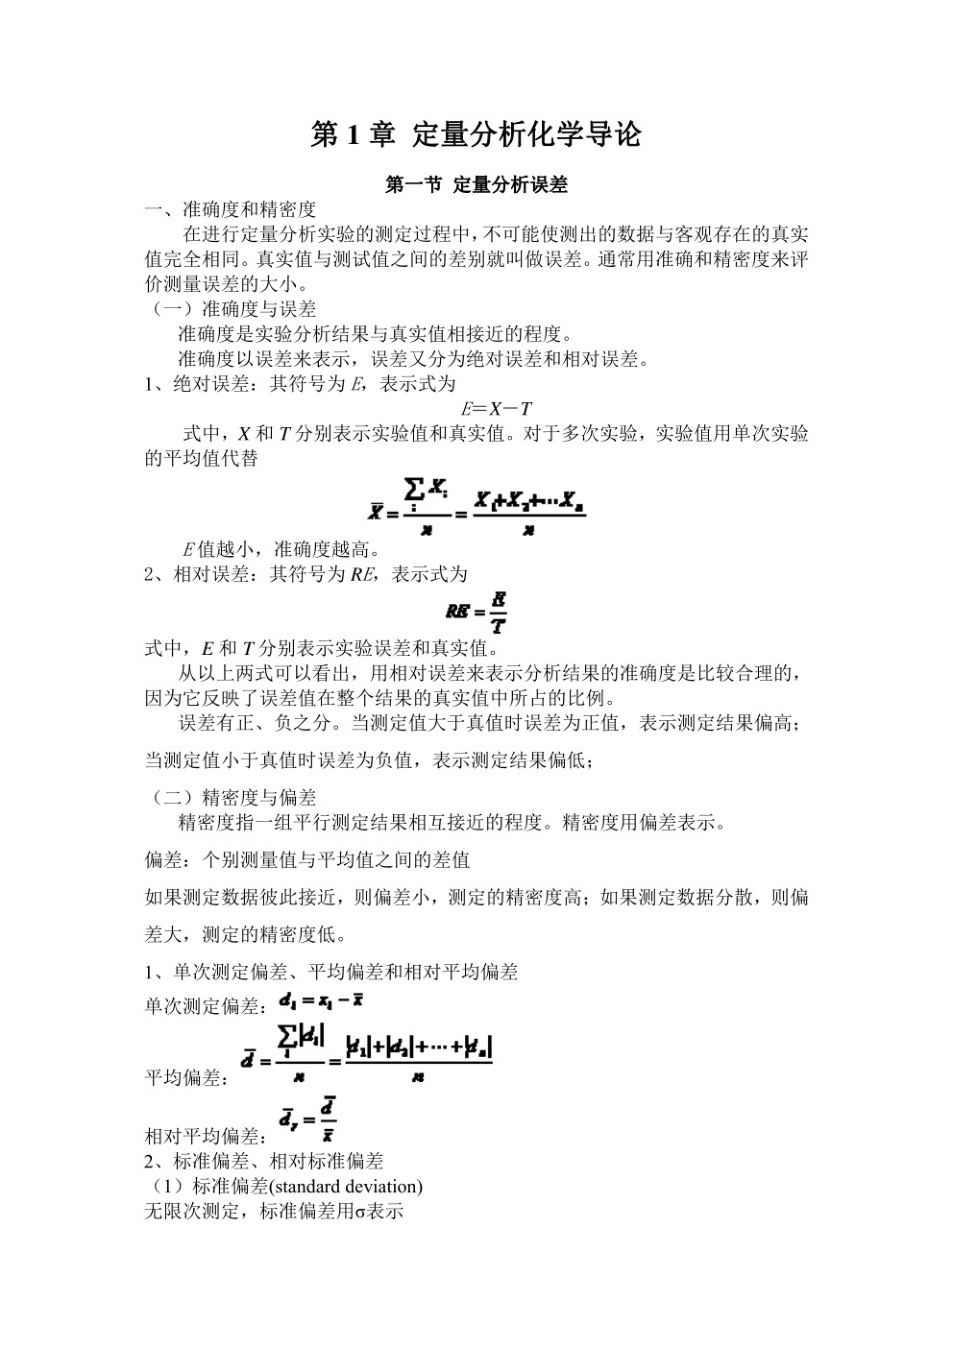 第 1 章 定量分析化学导论
第一节 定量分析误差
一、准确度和精密度
在进行定量分析实验的测定过程中，不可能使测出的数据与客观存在的真实
值完全相同。真实值与测试值之间的差别就叫做误差。通常用准确和精密度来评
价测量误差的大小。
（一）准确度与误差
准确度是实验分析结果与真实值相接近的程度。
准确度以误差来表示，误差又分为绝对误差和相对误差。
1、绝对误差：其符号为 E，表示式为
E＝X－T
式中，X 和 T 分别表示实验值和真实值。对于多次实验，实验值用单次实验
的平均值代替
X̄ = ∑ᵢ Xᵢ / n = (X₁+X₂+⋯Xₙ) / n
E 值越小，准确度越高。
2、相对误差：其符号为 RE，表示式为
RE = E / T
式中，E 和 T 分别表示实验误差和真实值。
从以上两式可以看出，用相对误差来表示分析结果的准确度是比较合理的，
因为它反映了误差值在整个结果的真实值中所占的比例。
误差有正、负之分。当测定值大于真值时误差为正值，表示测定结果偏高；
当测定值小于真值时误差为负值，表示测定结果偏低；
（二）精密度与偏差
精密度指一组平行测定结果相互接近的程度。精密度用偏差表示。
偏差：个别测量值与平均值之间的差值
如果测定数据彼此接近，则偏差小，测定的精密度高；如果测定数据分散，则偏
差大，测定的精密度低。
1、单次测定偏差、平均偏差和相对平均偏差
单次测定偏差：dᵢ = xᵢ − x̄
平均偏差：d̄ = ∑ᵢ|dᵢ| / n = (|d₁|+|d₂|+⋯+|dₙ|) / n
相对平均偏差：d̄ᵣ = d̄ / x̄
2、标准偏差、相对标准偏差
（1）标准偏差(standard deviation)
无限次测定，标准偏差用σ表示